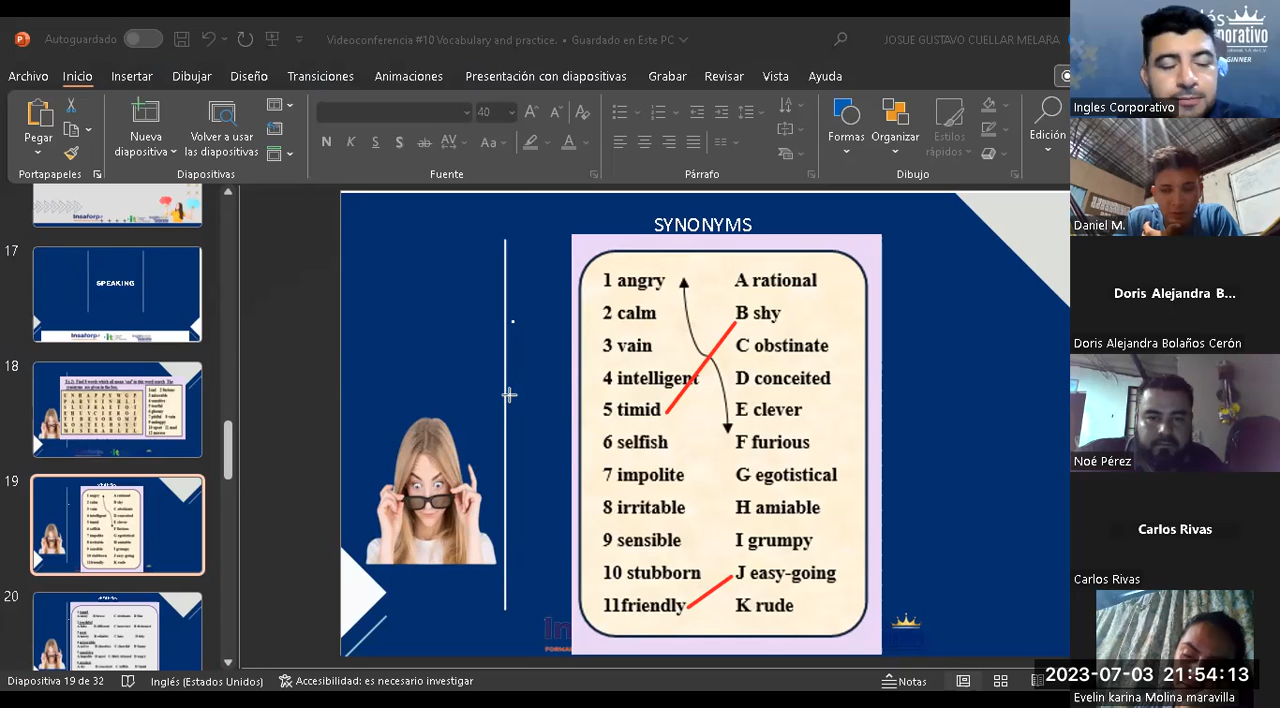 Autoguardado
Videoconferencia #10 Vocabulary and practice. • Guardado en Este PC
JOSUE GUSTAVO CUELLAR MELARA
Archivo Inicio Insertar Dibujar Diseño Transiciones Animaciones Presentación con diapositivas Grabar Revisar Vista Ayuda
Pegar
Nueva diapositiva
Volver a usar las diapositivas
40
N K S S ab AV Aa A
Formas Organizar Estilos rápidos Edición
Portapapeles Diapositivas Fuente Párrafo Dibujo
17
SPEAKING
18
19
20
SYNONYMS
1 angry A rational
2 calm B shy
3 vain C obstinate
4 intelligent D conceited
5 timid E clever
6 selfish F furious
7 impolite G egotistical
8 irritable H amiable
9 sensible I grumpy
10 stubborn J easy-going
11friendly K rude
Diapositiva 19 de 32 Inglés (Estados Unidos) Accesibilidad: es necesario investigar Notas
Ingles Corporativo
Daniel M.
Doris Alejandra B...
Doris Alejandra Bolaños Cerón
Noé Pérez
Carlos Rivas
Carlos Rivas
2023-07-03 21:54:13
Evelin karina Molina maravilla